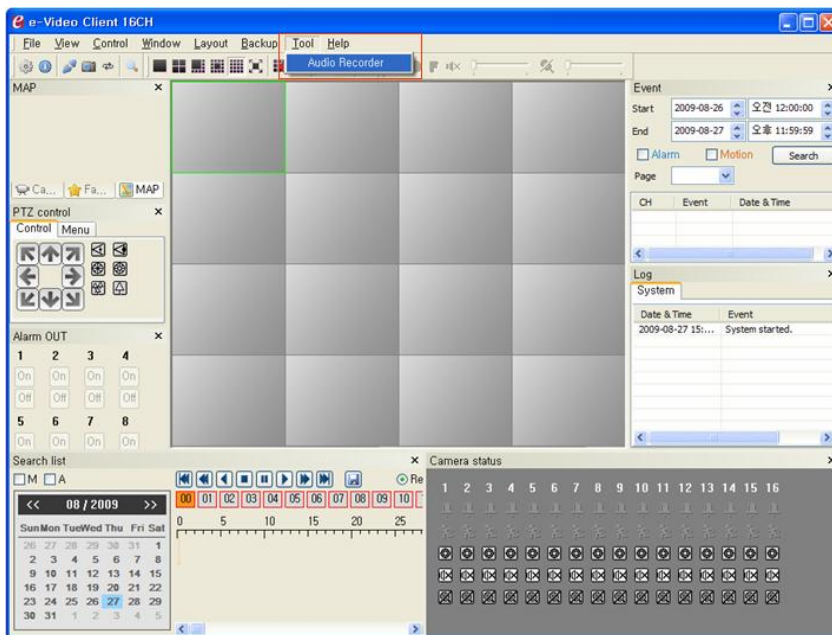 e-Video Client 16CH
File View Control Window Layout Backup Tool Help
Audio Recorder
MAP
Ca... Fa... MAP
PTZ control
Control Menu
Alarm OUT
1 2 3 4
On On On On
Off Off Off Off
5 6 7 8
On On On On
Event
Start 2009-08-26 오전 12:00:00
End 2009-08-27 오후 11:59:59
Alarm Motion Search
Page
CH Event Date & Time
Log
System
Date & Time Event
2009-08-27 15:... System started.
Search list
M A
Re
<< 08 / 2009 >>
Sun Mon Tue Wed Thu Fri Sat
26 27 28 29 30 31 1
2 3 4 5 6 7 8
9 10 11 12 13 14 15
16 17 18 19 20 21 22
23 24 25 26 27 28 29
30 31 1 2 3 4 5
00 01 02 03 04 05 06 07 08 09 10
0 5 10 15 20 25
Camera status
1 2 3 4 5 6 7 8 9 10 11 12 13 14 15 16